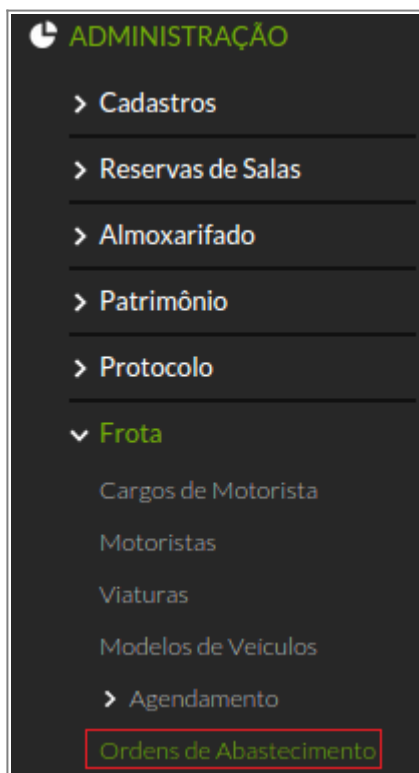 ADMINISTRAÇÃO
Cadastros
Reservas de Salas
Almoxarifado
Patrimônio
Protocolo
Frota
Cargos de Motorista
Motoristas
Viaturas
Modelos de Veículos
Agendamento
Ordens de Abastecimento